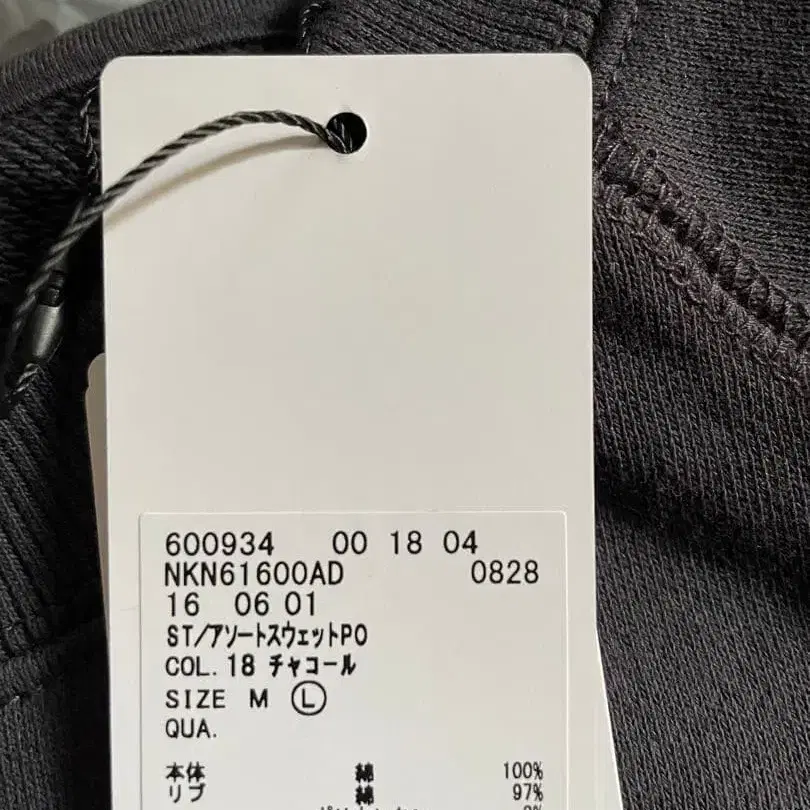 600934 00 18 04
NKN61600AD 0828
16 06 01
ST/アソートスウェットPO
COL. 18 チャコール
SIZE M Ⓛ
QUA.
本体 綿 100%
リブ 綿 97%